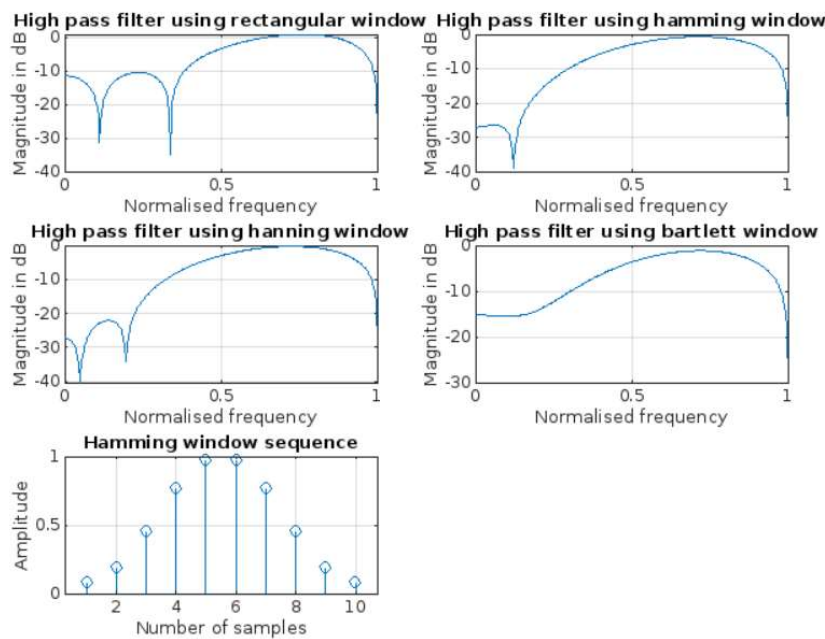 High pass filter using rectangular window
Magnitude in dB
0
-10
-20
-30
-40
0
0.5
1
Normalised frequency
High pass filter using hamming window
Magnitude in dB
0
-10
-20
-30
-40
0
0.5
1
Normalised frequency
High pass filter using hanning window
Magnitude in dB
0
-10
-20
-30
-40
0
0.5
1
Normalised frequency
High pass filter using bartlett window
Magnitude in dB
0
-10
-20
-30
0
0.5
1
Normalised frequency
Hamming window sequence
Amplitude
1
0.5
0
2
4
6
8
10
Number of samples